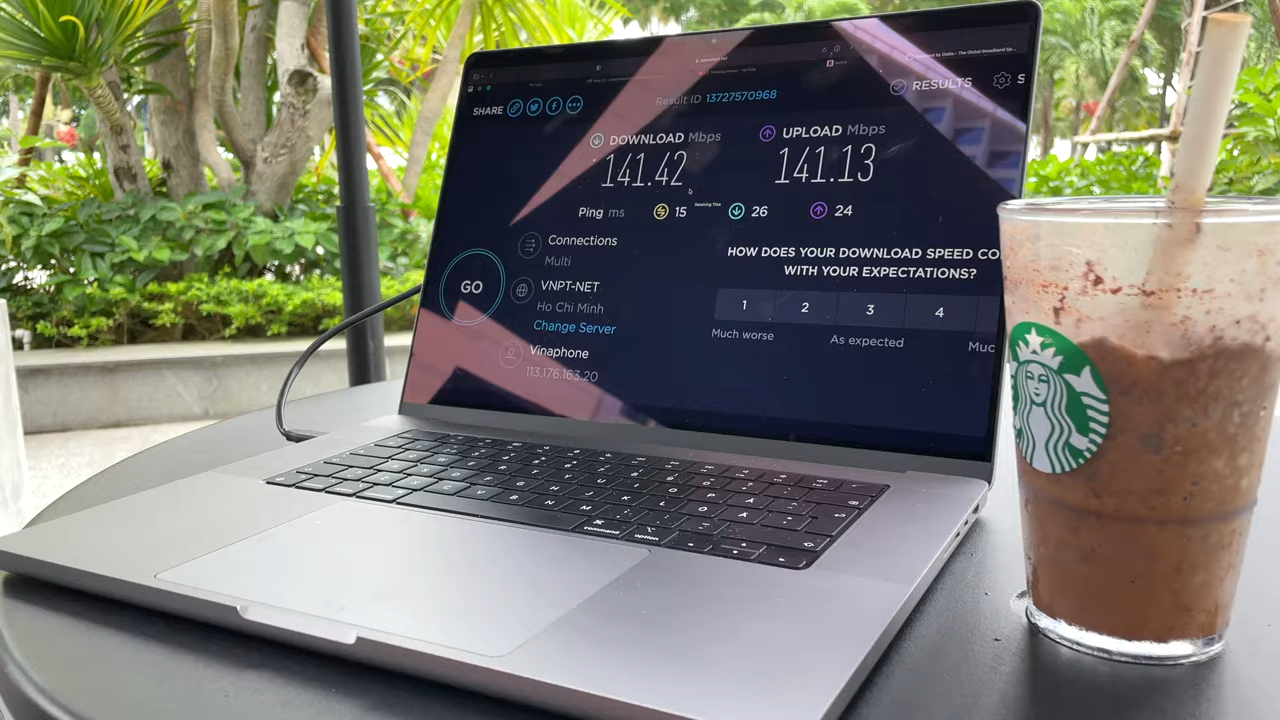 SHARE
Result ID 13727570968
RESULTS
S
DOWNLOAD Mbps
141.42
UPLOAD Mbps
141.13
Ping ms
15
26
24
Connections
Multi
GO
VNPT-NET
Ho Chi Minh
Change Server
Vinaphone
113.176.163.20
HOW DOES YOUR DOWNLOAD SPEED CO
WITH YOUR EXPECTATIONS?
1
2
3
4
Much worse
As expected
Muc
command
option